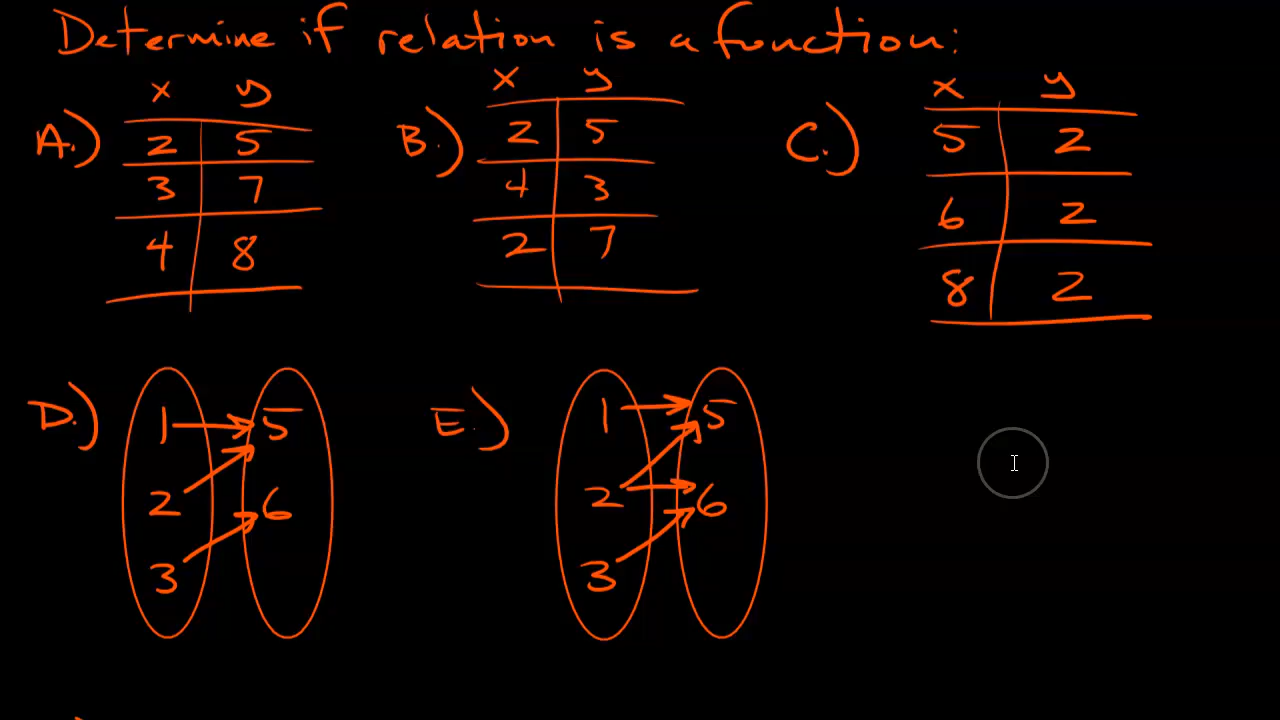 Determine if relation is a function:
A.) x y
2 5
3 7
4 8
B.) x y
2 5
4 3
2 7
C.) x y
5 2
6 2
8 2
D.) 1 5
2 6
3
E.) 1 5
2 6
3